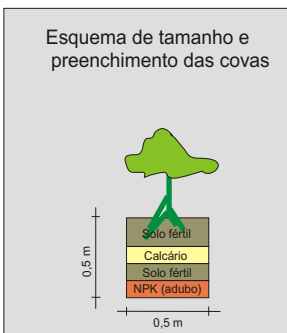 Esquema de tamanho e
preenchimento das covas
Solo fértil
Calcário
Solo fértil
NPK (adubo)
0,5 m
0,5 m